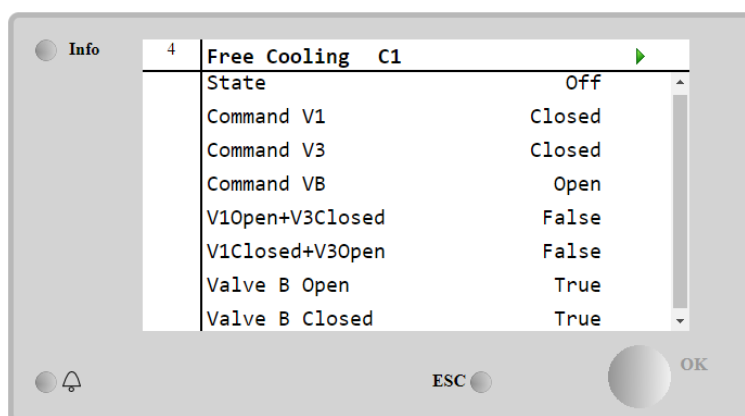 Info
4
Free Cooling C1
State Off
Command V1 Closed
Command V3 Closed
Command VB Open
V1Open+V3Closed False
V1Closed+V3Open False
Valve B Open True
Valve B Closed True
ESC
OK